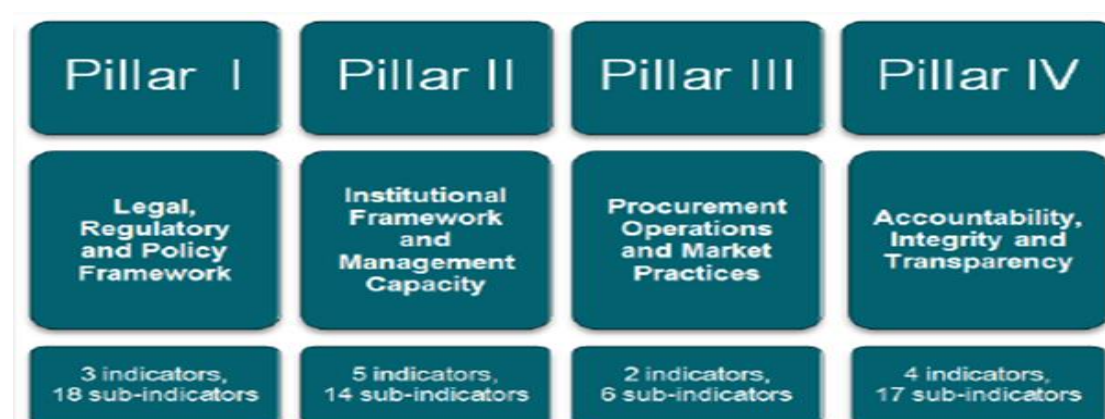 Pillar I
Pillar II
Pillar III
Pillar IV
Legal,
Regulatory
and Policy
Framework
Institutional
Framework
and
Management
Capacity
Procurement
Operations
and Market
Practices
Accountability,
Integrity and
Transparency
3 indicators,
18 sub-indicators
5 indicators,
14 sub-indicators
2 indicators,
6 sub-indicators
4 indicators,
17 sub-indicators